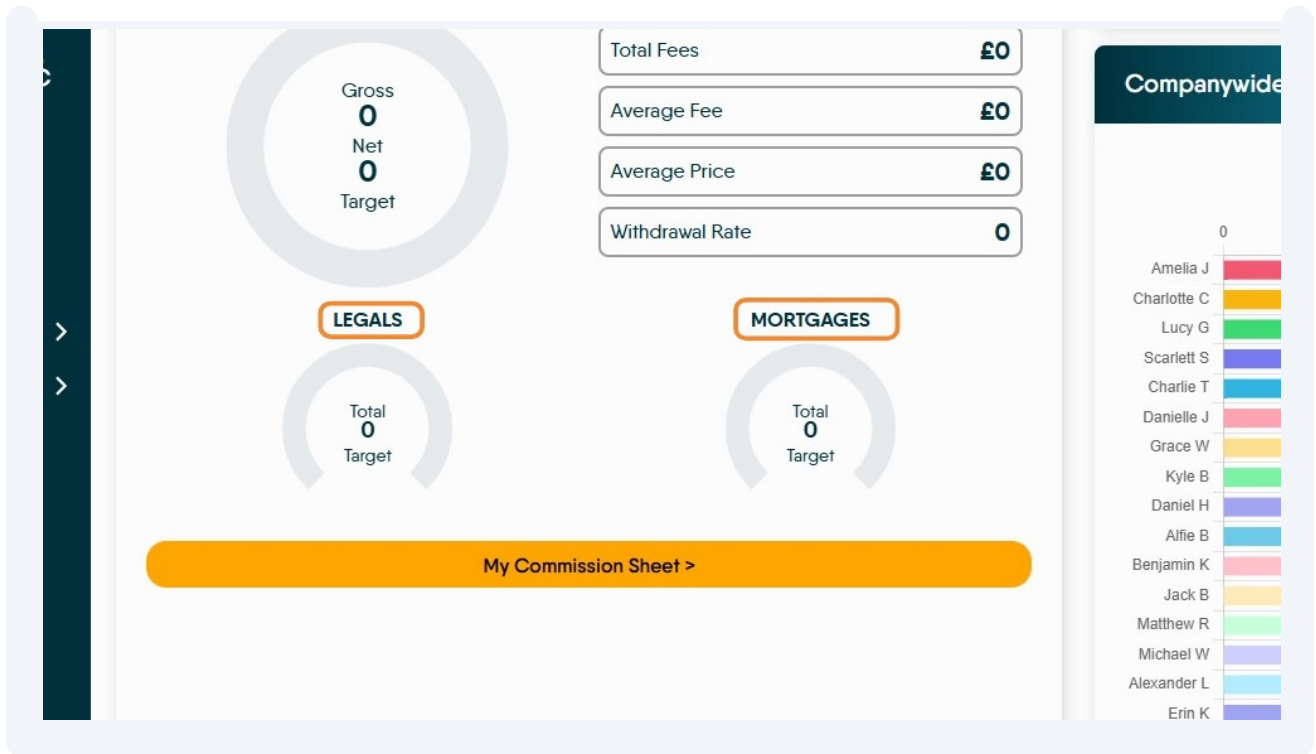 Gross
0
Net
0
Target
Total Fees £0
Average Fee £0
Average Price £0
Withdrawal Rate 0
LEGALS
Total
0
Target
MORTGAGES
Total
0
Target
My Commission Sheet >
Companywide
0
Amelia J
Charlotte C
Lucy G
Scarlett S
Charlie T
Danielle J
Grace W
Kyle B
Daniel H
Alfie B
Benjamin K
Jack B
Matthew R
Michael W
Alexander L
Erin K